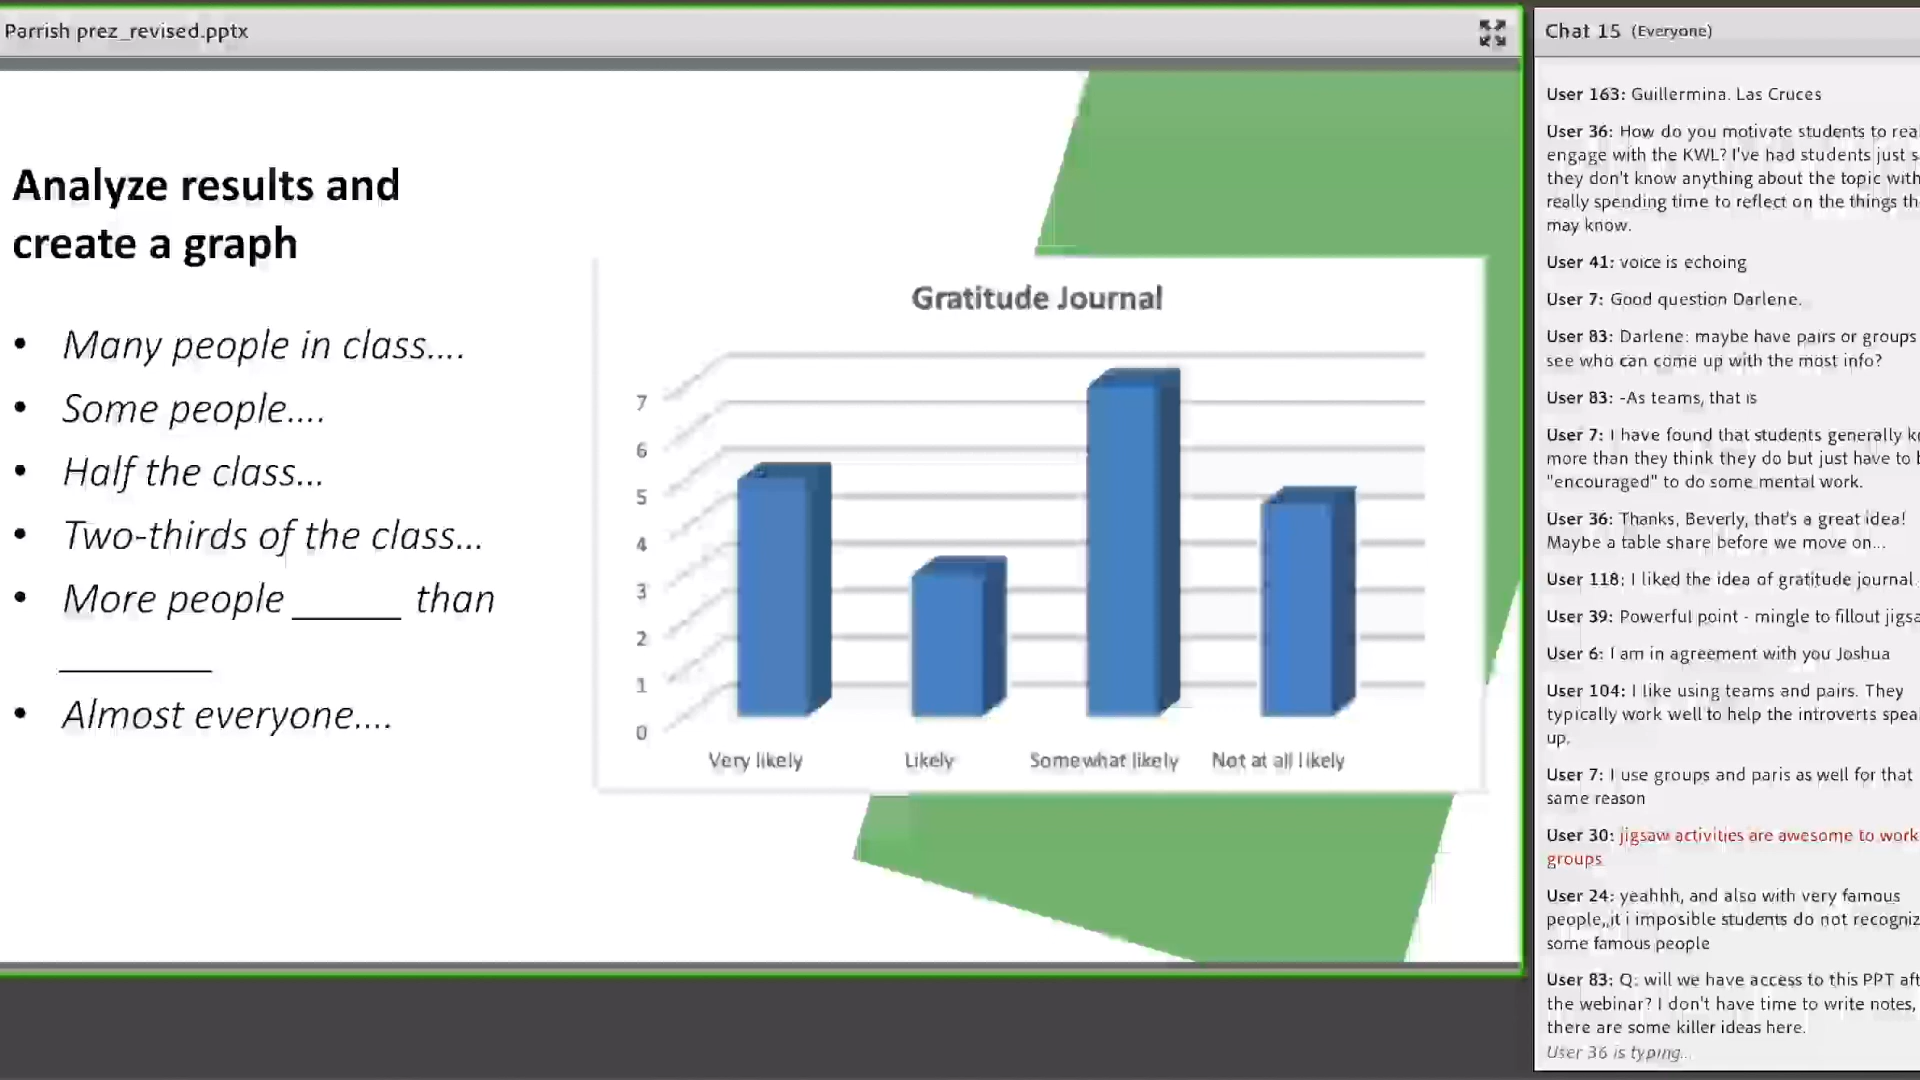 Parrish prez_revised.pptx
Analyze results and
create a graph
• Many people in class....
• Some people....
• Half the class...
• Two-thirds of the class...
• More people ______ than
________
• Almost everyone....
Gratitude Journal
7
6
5
4
3
2
1
0
Very likely Likely Somewhat likely Not at all likely
Chat 15 (Everyone)
User 163: Guillermina. Las Cruces
User 36: How do you motivate students to
engage with the KWL? I've had students just
they don't know anything about the topic
really spending time to reflect on the things
may know.
User 41: voice is echoing
User 7: Good question Darlene.
User 83: Darlene: maybe have pairs or groups
see who can come up with the most info?
User 83: -As teams, that is
User 7: I have found that students generally
more than they think they do but just have to
"encouraged" to do some mental work.
User 36: Thanks, Beverly, that's a great idea!
Maybe a table share before we move on...
User 118: I liked the idea of gratitude journal.
User 39: Powerful point - mingle to fillout
User 6: I am in agreement with you Joshua
User 104: I like using teams and pairs. They
typically work well to help the introverts
up.
User 7: I use groups and paris as well for that
same reason
User 30: jigsaw activities are awesome to work
groups
User 24: yeahhh, and also with very famous
people,,it i imposible students do not
some famous people
User 83: Q: will we have access to this PPT
the webinar? I don't have time to write notes,
there are some killer ideas here.
User 36 is typing...